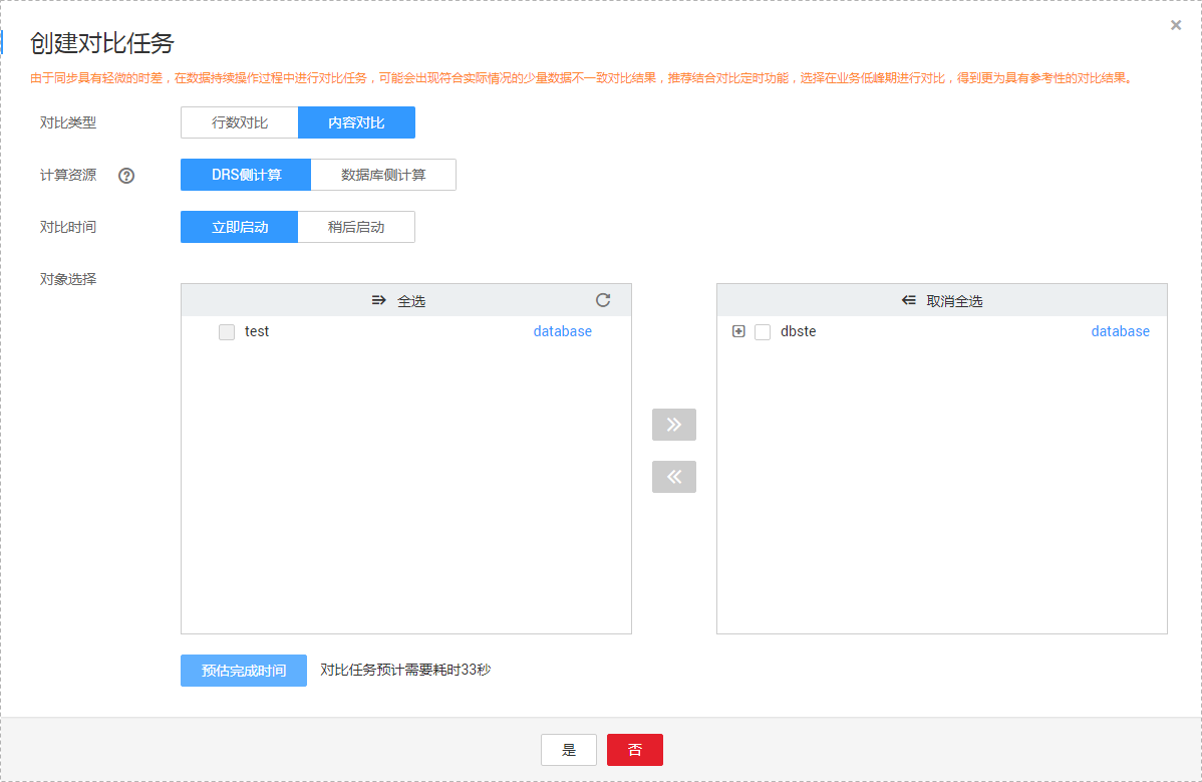 创建对比任务
由于同步具有轻微的时差，在数据持续操作过程中进行对比任务，可能会出现符合实际情况的少量数据不一致对比结果，推荐结合对比定时功能，选择在业务低峰期进行对比，得到更为具有参考性的对比结果。
对比类型 行数对比 内容对比
计算资源 DRS侧计算 数据库侧计算
对比时间 立即启动 稍后启动
对象选择
全选 取消全选
test database dbste database
预估完成时间 对比任务预计需要耗时33秒
是 否